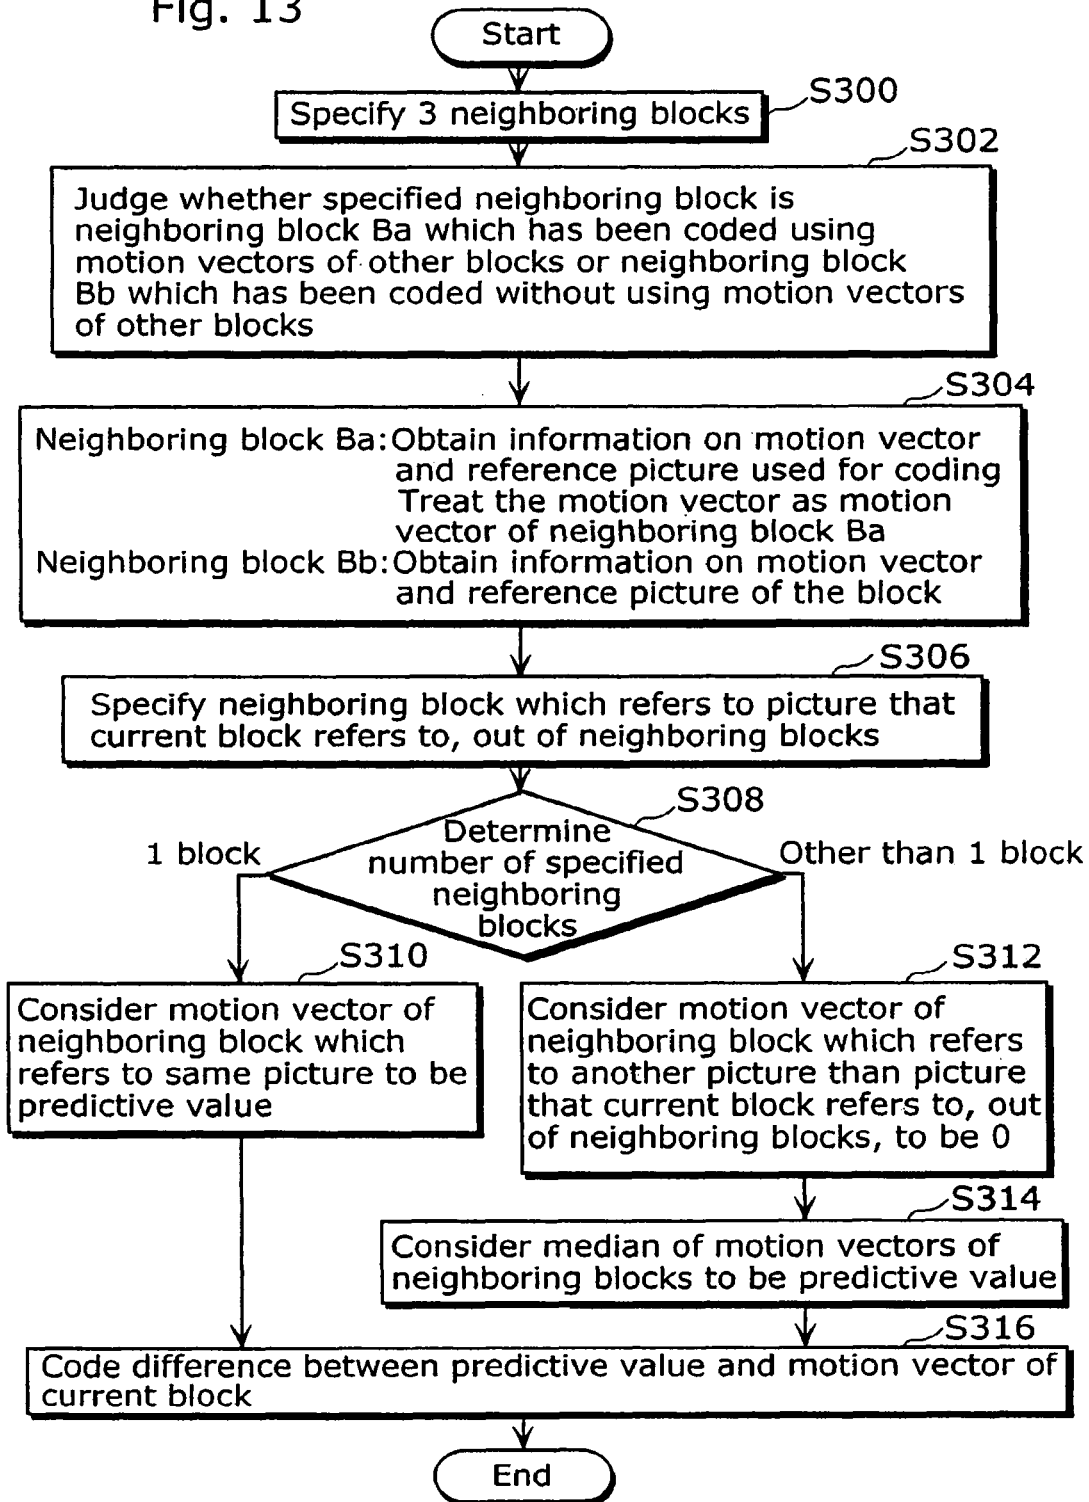 Fig. 13
Start
Specify 3 neighboring blocks
S300
S302
Judge whether specified neighboring block is
neighboring block Ba which has been coded using
motion vectors of other blocks or neighboring block
Bb which has been coded without using motion vectors
of other blocks
S304
Neighboring block Ba:Obtain information on motion vector
and reference picture used for coding
Treat the motion vector as motion
vector of neighboring block Ba
Neighboring block Bb:Obtain information on motion vector
and reference picture of the block
S306
Specify neighboring block which refers to picture that
current block refers to, out of neighboring blocks
S308
Determine
number of specified
neighboring
blocks
1 block
Other than 1 block
S310
Consider motion vector of
neighboring block which
refers to same picture to be
predictive value
S312
Consider motion vector of
neighboring block which refers
to another picture than picture
that current block refers to, out
of neighboring blocks, to be 0
S314
Consider median of motion vectors of
neighboring blocks to be predictive value
S316
Code difference between predictive value and motion vector of
current block
End